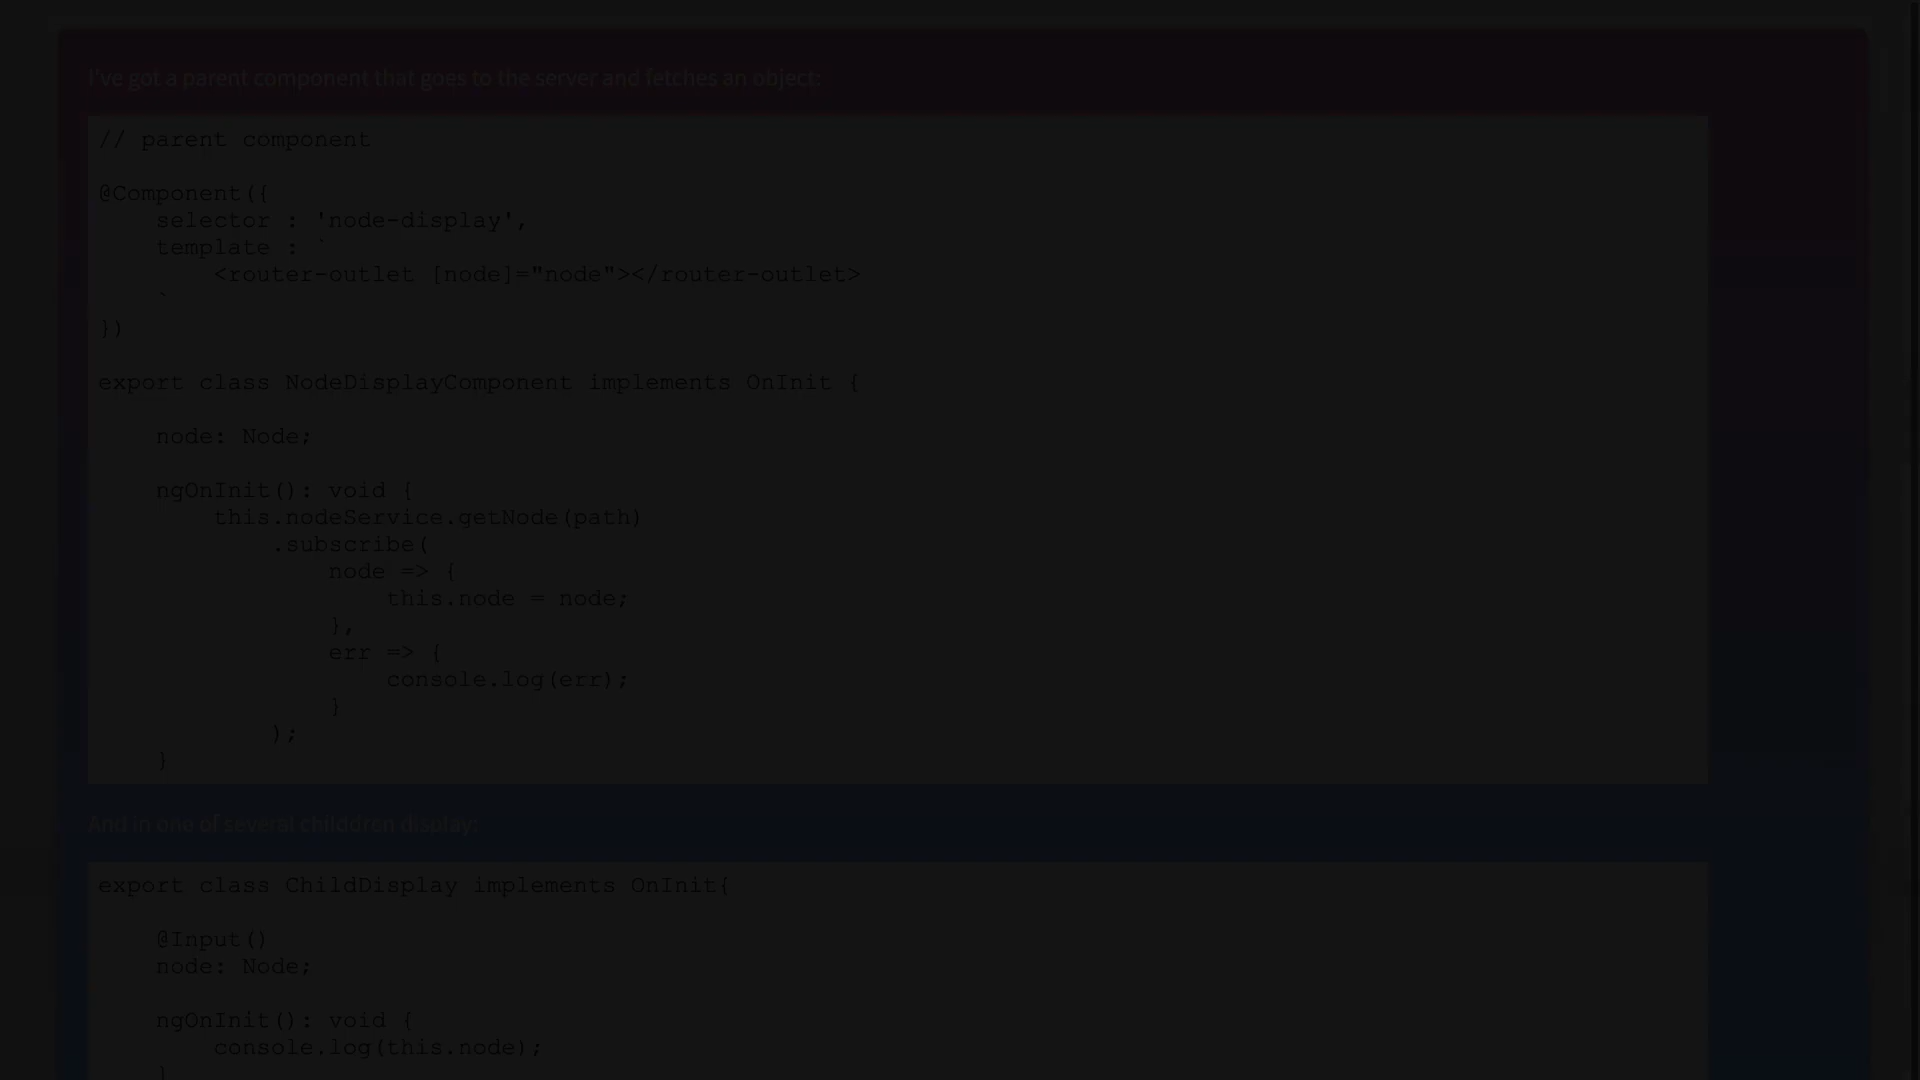 I've got a parent component that goes to the server and fetches an object:
// parent component
@Component({
    selector : 'node-display',
    template : `
        <router-outlet [node]="node"></router-outlet>
    `
})
export class NodeDisplayComponent implements OnInit {
    node: Node;
    ngOnInit(): void {
        this.nodeService.getNode(path)
            .subscribe(
                node => {
                    this.node = node;
                },
                err => {
                    console.log(err);
                }
            );
    }
And in one of several childdron display:
export class ChildDisplay implements OnInit{
    @Input()
    node: Node;
    ngOnInit(): void {
        console.log(this.node);
    }